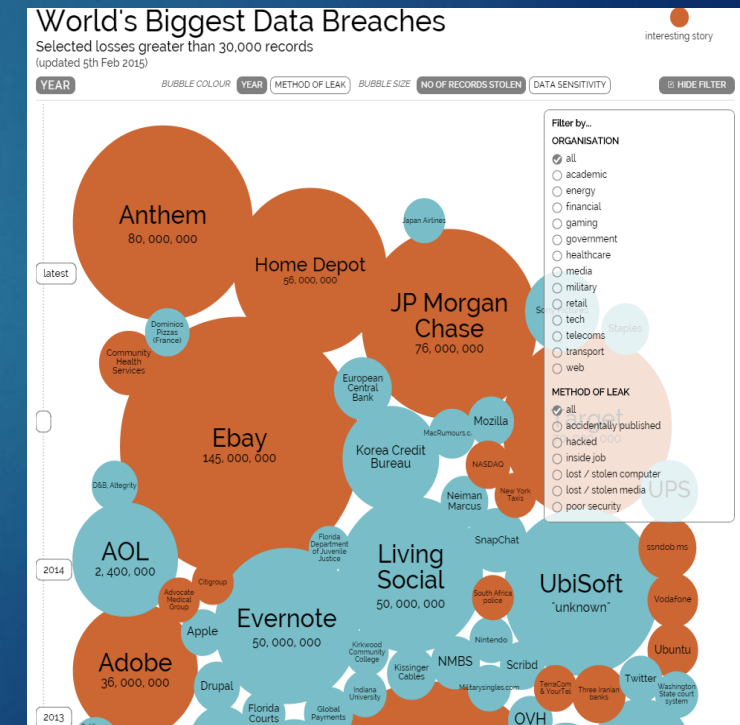 World's Biggest Data Breaches
Selected losses greater than 30,000 records
(updated 5th Feb 2015)
interesting story
YEAR
BUBBLE COLOUR YEAR METHOD OF LEAK BUBBLE SIZE NO OF RECORDS STOLEN DATA SENSITIVITY
HIDE FILTER
Filter by...
ORGANISATION
all
academic
energy
financial
gaming
government
healthcare
media
military
retail
tech
telecoms
transport
web
METHOD OF LEAK
all
accidentally published
hacked
inside job
lost / stolen computer
lost / stolen media
poor security
latest
Anthem
80, 000, 000
Home Depot
56, 000, 000
Japan Airlines
JP Morgan
Chase
76, 000, 000
Staples
Target
UPS
Dominios
Pizzas
(France)
Community
Health
Services
European
Central
Bank
Ebay
145, 000, 000
Korea Credit
Bureau
MacRumours.c
Mozilla
NASDAQ
New York
Taxis
Neiman
Marcus
D&B, Altegrity
2014
AOL
2, 400, 000
Florida
Department
of Juvenile
Justice
Living
Social
50, 000, 000
SnapChat
UbiSoft
"unknown"
ssndob.ms
Citigroup
Advocate
Medical
Group
South Africa
police
Vodafone
Evernote
50, 000, 000
Apple
Nintendo
Ubuntu
Adobe
36, 000, 000
Kirkwood
Community
College
Kissinger
Cables
NMBS
Scribd
Twitter
Washington
State court
system
Drupal
Indiana
University
Militarysingles.com
TerraCom
& YourTel
Three Iranian
banks
2013
Florida
Courts
Global
Payments
OVH